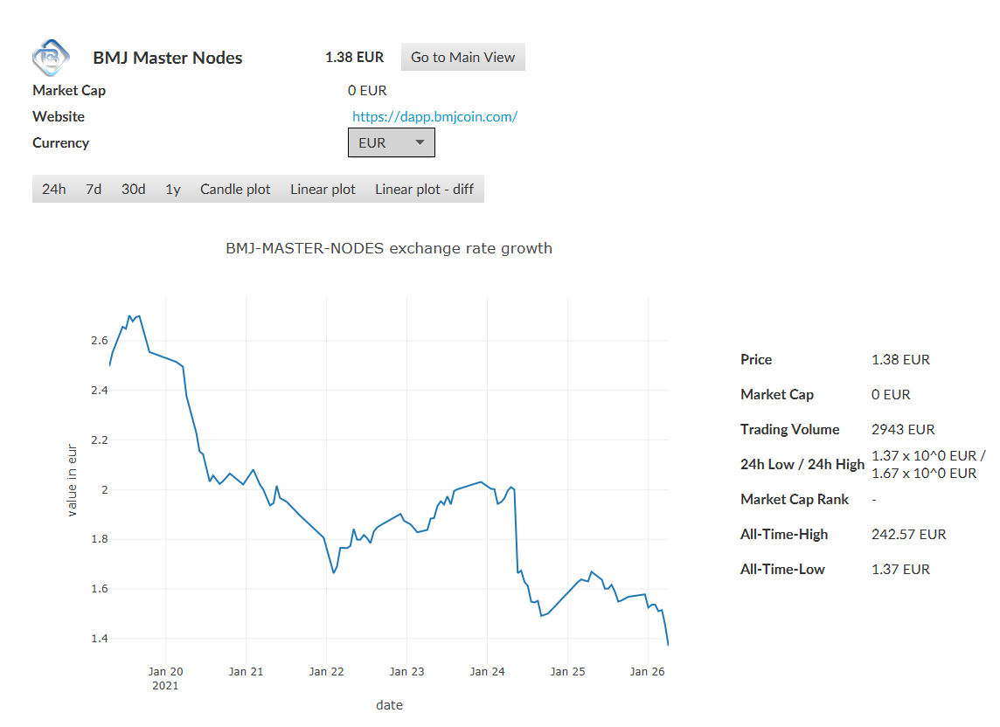 BMJ Master Nodes 1.38 EUR Go to Main View
Market Cap 0 EUR
Website https://dapp.bmjcoin.com/
Currency EUR
24h 7d 30d 1y Candle plot Linear plot Linear plot - diff
BMJ-MASTER-NODES exchange rate growth
2.6
2.4
2.2
2
1.8
1.6
1.4
value in eur
Jan 20 Jan 21 Jan 22 Jan 23 Jan 24 Jan 25 Jan 26
2021
date
Price 1.38 EUR
Market Cap 0 EUR
Trading Volume 2943 EUR
24h Low / 24h High 1.37 x 10^0 EUR /
1.67 x 10^0 EUR
Market Cap Rank -
All-Time-High 242.57 EUR
All-Time-Low 1.37 EUR